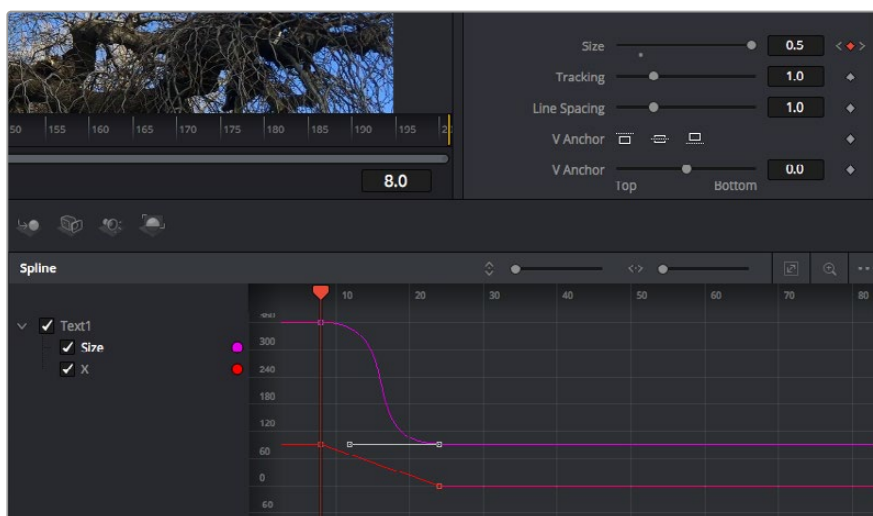 Size 0.5
Tracking 1.0
Line Spacing 1.0
V Anchor
V Anchor 0.0
Top Bottom
50 155 160 165 170 175 180 185 190 195
8.0
Spline
10 20 30 40 50 60 70 80
Text1
Size
X
300
240
180
120
60
0
60